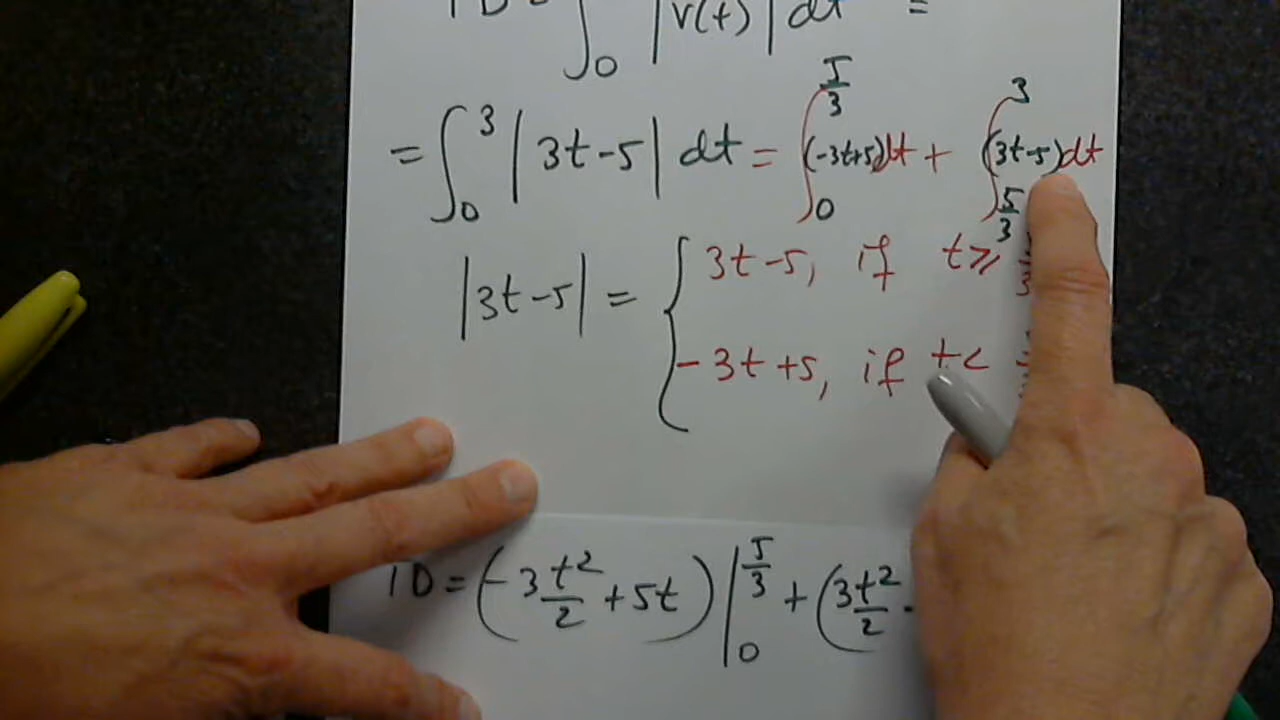 TD = ∫₀ |v(t)| dt =
= ∫₀³ |3t-5| dt = ∫₀^{5/3} (-3t+5)dt + ∫_{5/3}^3 (3t-5)dt
|3t-5| = { 3t-5, if t ≥
-3t+5, if t <
TD = (-3t²/2 + 5t)|₀^{5/3} + (3t²/2 -